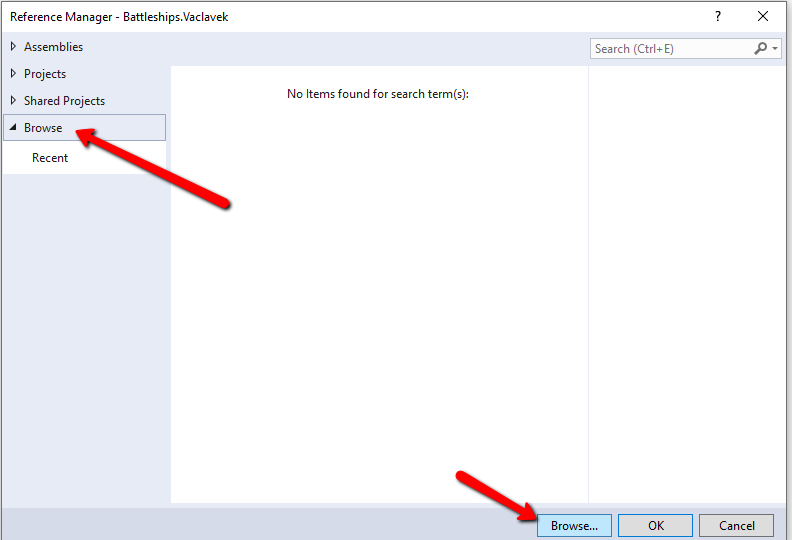 Reference Manager - Battleships.Vaclavek
?
Assemblies
Search (Ctrl+E)
Projects
No Items found for search term(s):
Shared Projects
Browse
Recent
Browse...
OK
Cancel